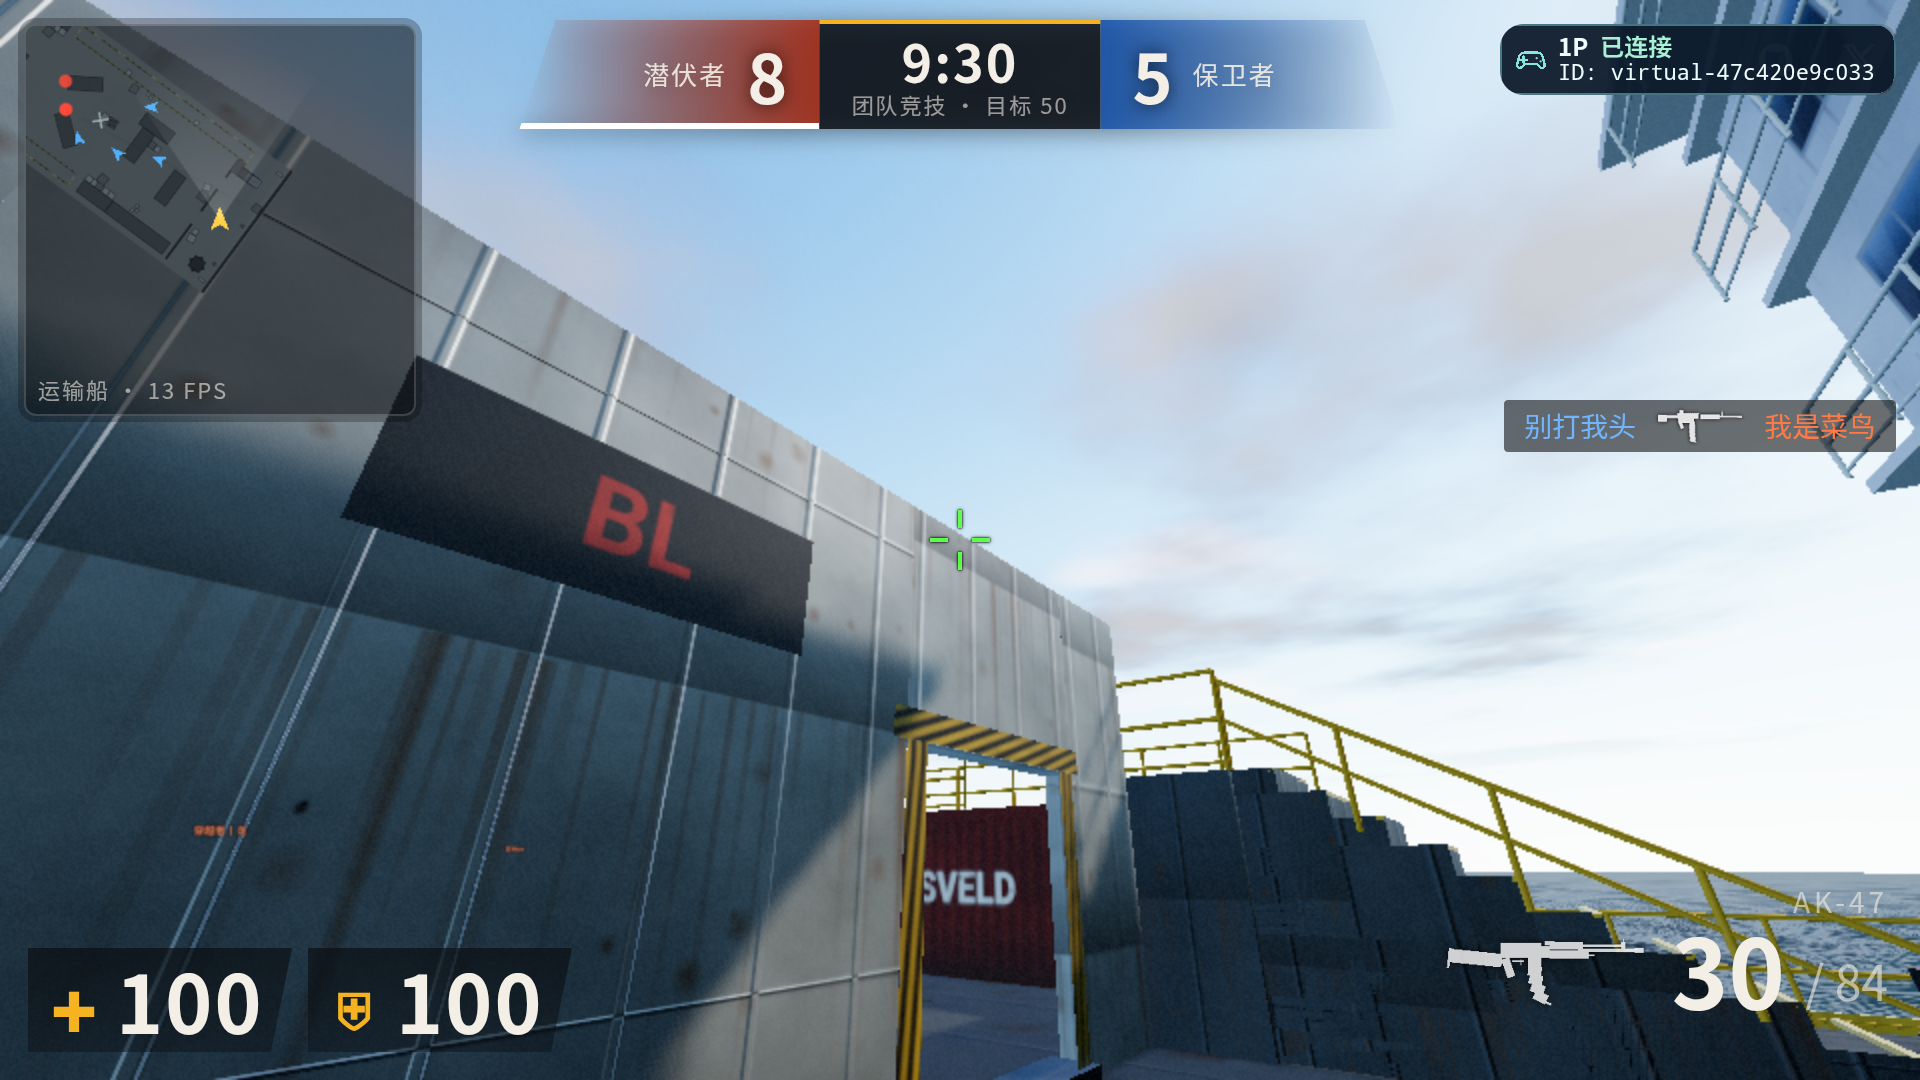 潜伏者 8
9:30
团队竞技 · 目标 50
5 保卫者
1P 已连接
ID: virtual-47c420e9c033
运输船 · 13 FPS
别打我头 我是菜鸟
BL
SVELD
AK-47
30 / 84
100
100